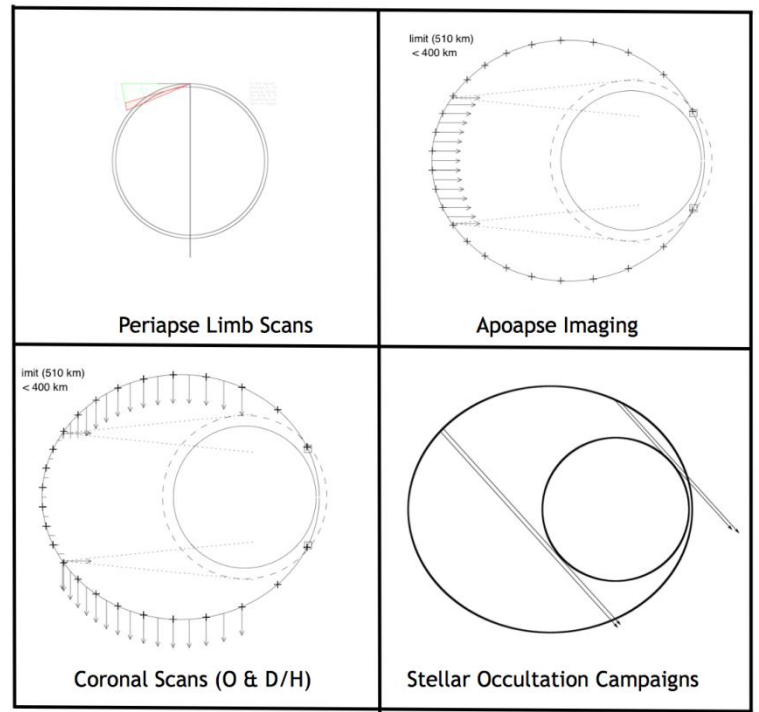 Periapse Limb Scans
limit (510 km)
< 400 km
Apoapse Imaging
imit (510 km)
< 400 km
Coronal Scans (O & D/H)
Stellar Occultation Campaigns